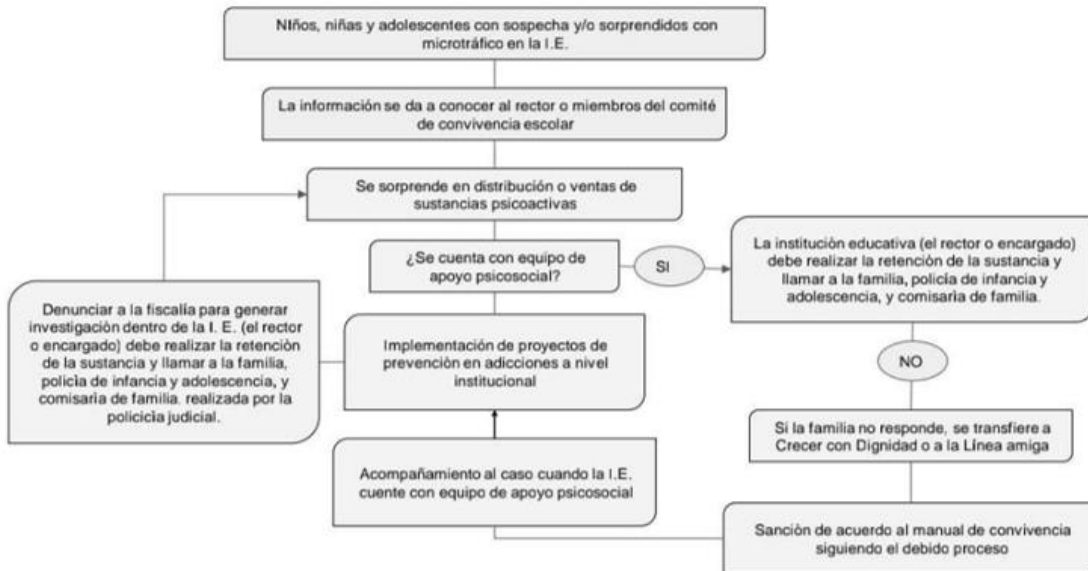 NIños, niñas y adolescentes con sospecha y/o sorprendidos con
microtráfico en la I.E.
La información se da a conocer al rector o miembros del comité
de convivencia escolar
Se sorprende en distribución o ventas de
sustancias psicoactivas
¿Se cuenta con equipo de
apoyo psicosocial?
SI
La institución educativa (el rector o encargado)
debe realizar la retención de la sustancia y
llamar a la familia, policía de infancia y
adolescencia, y comisarìa de familia.
Denunciar a la fiscalía para generar
investigaciòn dentro de la I. E. (el rector
o encargado) debe realizar la retenciòn
de la sustancia y llamar a la familia,
policìa de infancia y adolescencia, y
comisarìa de familia. realizada por la
policicìa judicial.
Implementación de proyectos de
prevención en adicciones a nivel
institucional
NO
Si la familia no responde, se transfiere a
Crecer con Dignidad o a la Línea amiga
Acompañamiento al caso cuando la I.E.
cuente con equipo de apoyo psicosocial
Sanciòn de acuerdo al manual de convivencia
siguiendo el debido proceso